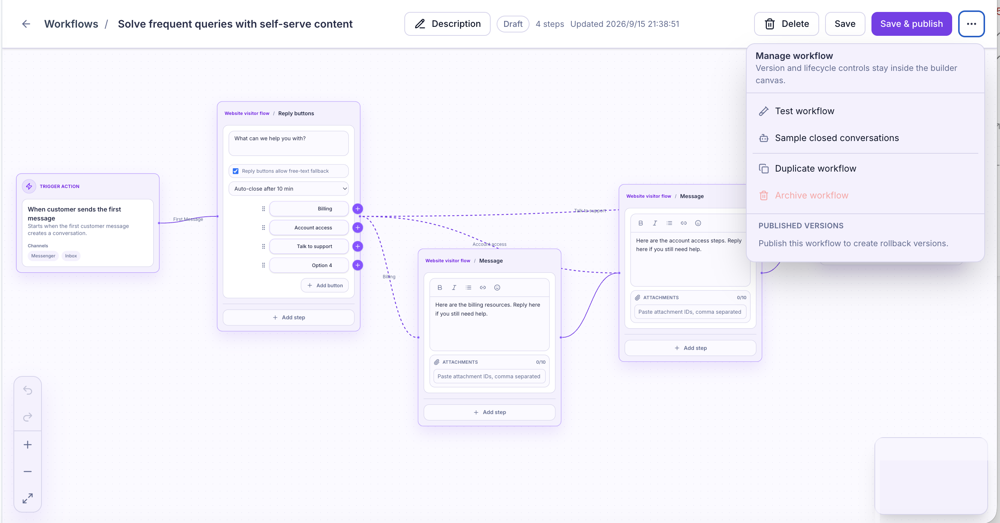 Workflows / Solve frequent queries with self-serve content
Description
Draft
4 steps
Updated 2026/9/15 21:38:51
Delete
Save
Save & publish
Manage workflow
Version and lifecycle controls stay inside the builder
canvas.
Test workflow
Sample closed conversations
Duplicate workflow
Archive workflow
PUBLISHED VERSIONS
Publish this workflow to create rollback versions.
TRIGGER ACTION
When customer sends the first
message
Starts when the first customer message
creates a conversation.
Channels
Messenger
Inbox
First Message
Website visitor flow / Reply buttons
What can we help you with?
Reply buttons allow free-text fallback
Auto-close after 10 min
Billing
Account access
Talk to support
Option 4
Add button
Add step
Talk to support
Account access
Billing
Website visitor flow / Message
Here are the billing resources. Reply here
if you still need help.
ATTACHMENTS 0/10
Paste attachment IDs, comma separated
Add step
Website visitor flow / Message
Here are the account access steps. Reply
here if you still need help.
ATTACHMENTS 0/10
Paste attachment IDs, comma separated
Add step